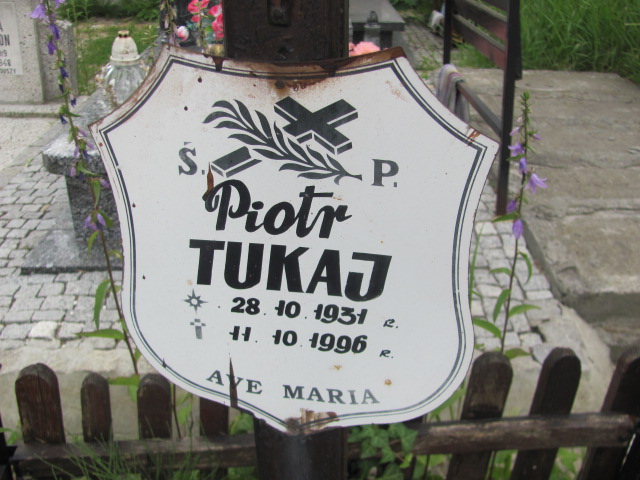 Ś. P.
Piotr
TUKAJ
28.10.1931 R.
11.10.1996 R.
AVE MARIA